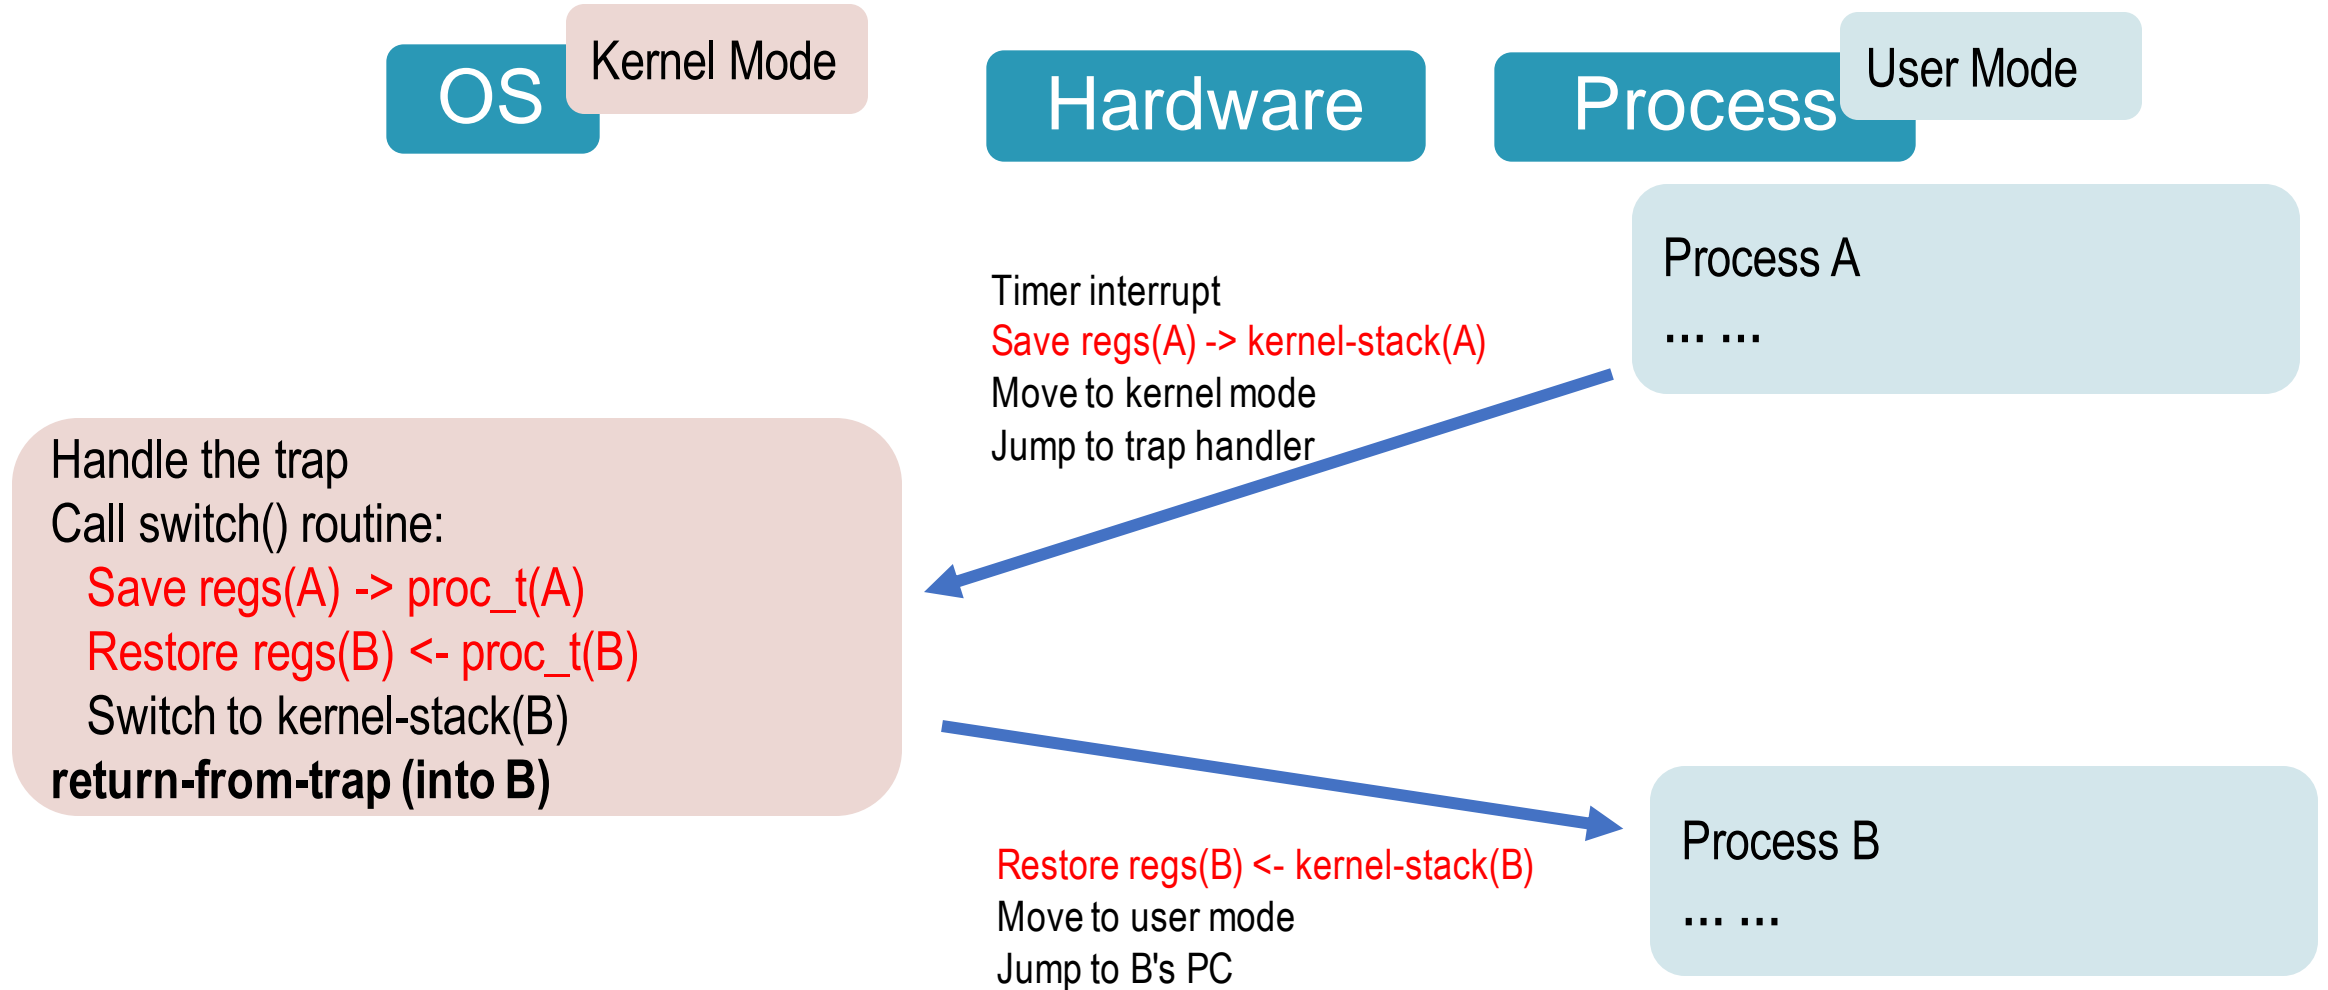 OS
Kernel Mode
Hardware
Process
User Mode
Process A
... ...
Timer interrupt
Save regs(A) -> kernel-stack(A)
Move to kernel mode
Jump to trap handler
Handle the trap
Call switch() routine:
Save regs(A) -> proc_t(A)
Restore regs(B) <- proc_t(B)
Switch to kernel-stack(B)
return-from-trap (into B)
Restore regs(B) <- kernel-stack(B)
Move to user mode
Jump to B's PC
Process B
... ...